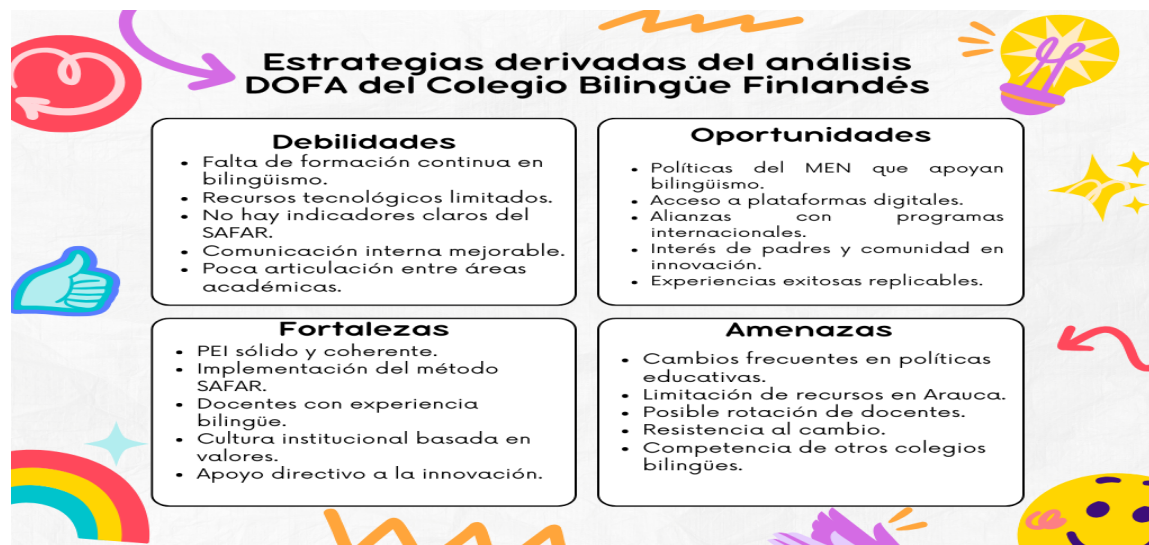 Estrategias derivadas del análisis
DOFA del Colegio Bilingüe Finlandés
Debilidades
• Falta de formación continua en
bilingüismo.
• Recursos tecnológicos limitados.
• No hay indicadores claros del
SAFAR.
• Comunicación interna mejorable.
• Poca articulación entre áreas
académicas.
Oportunidades
• Políticas del MEN que apoyan
bilingüismo.
• Acceso a plataformas digitales.
• Alianzas con programas
internacionales.
• Interés de padres y comunidad en
innovación.
• Experiencias exitosas replicables.
Fortalezas
• PEI sólido y coherente.
• Implementación del método
SAFAR.
• Docentes con experiencia
bilingüe.
• Cultura institucional basada en
valores.
• Apoyo directivo a la innovación.
Amenazas
• Cambios frecuentes en políticas
educativas.
• Limitación de recursos en Arauca.
• Posible rotación de docentes.
• Resistencia al cambio.
• Competencia de otros colegios
bilingües.